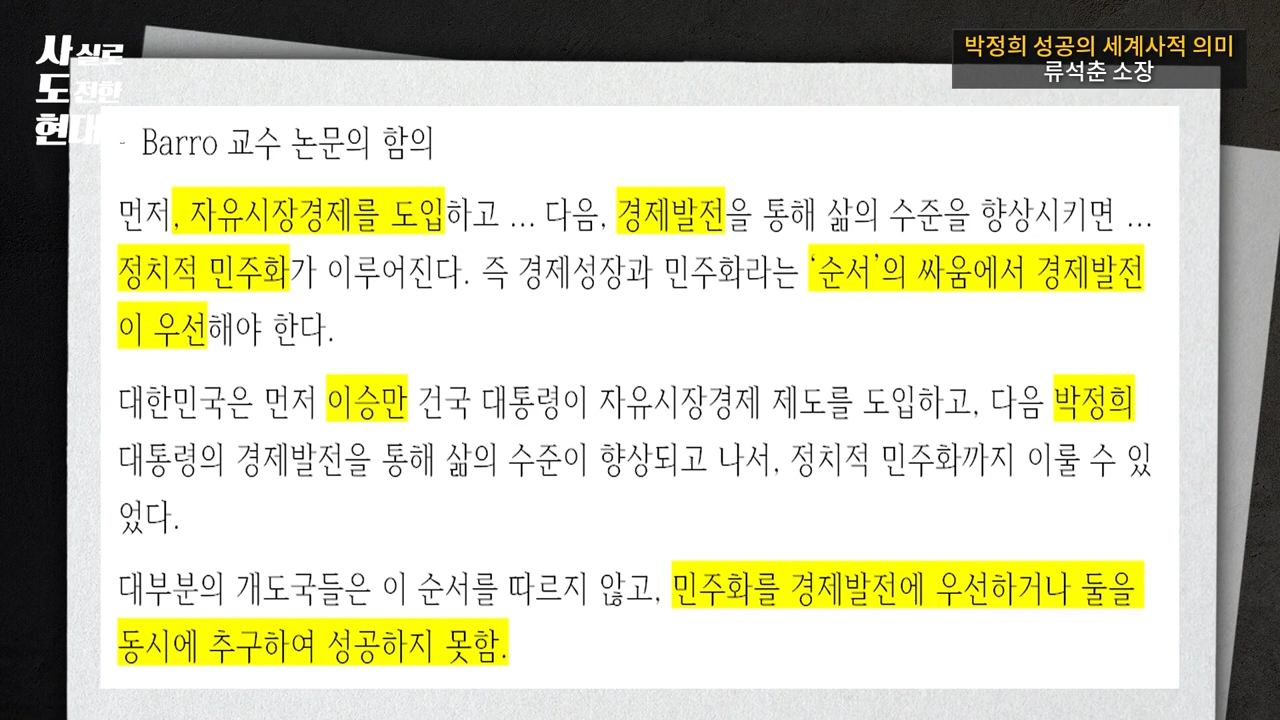 사실로
도전한
현대
박정희 성공의 세계사적 의미
류석춘 소장
- Barro 교수 논문의 함의
먼저, 자유시장경제를 도입하고 ... 다음, 경제발전을 통해 삶의 수준을 향상시키면 ...
정치적 민주화가 이루어진다. 즉 경제성장과 민주화라는 ‘순서’의 싸움에서 경제발전
이 우선해야 한다.
대한민국은 먼저 이승만 건국 대통령이 자유시장경제 제도를 도입하고, 다음 박정희
대통령의 경제발전을 통해 삶의 수준이 향상되고 나서, 정치적 민주화까지 이룰 수 있
었다.
대부분의 개도국들은 이 순서를 따르지 않고, 민주화를 경제발전에 우선하거나 둘을
동시에 추구하여 성공하지 못함.